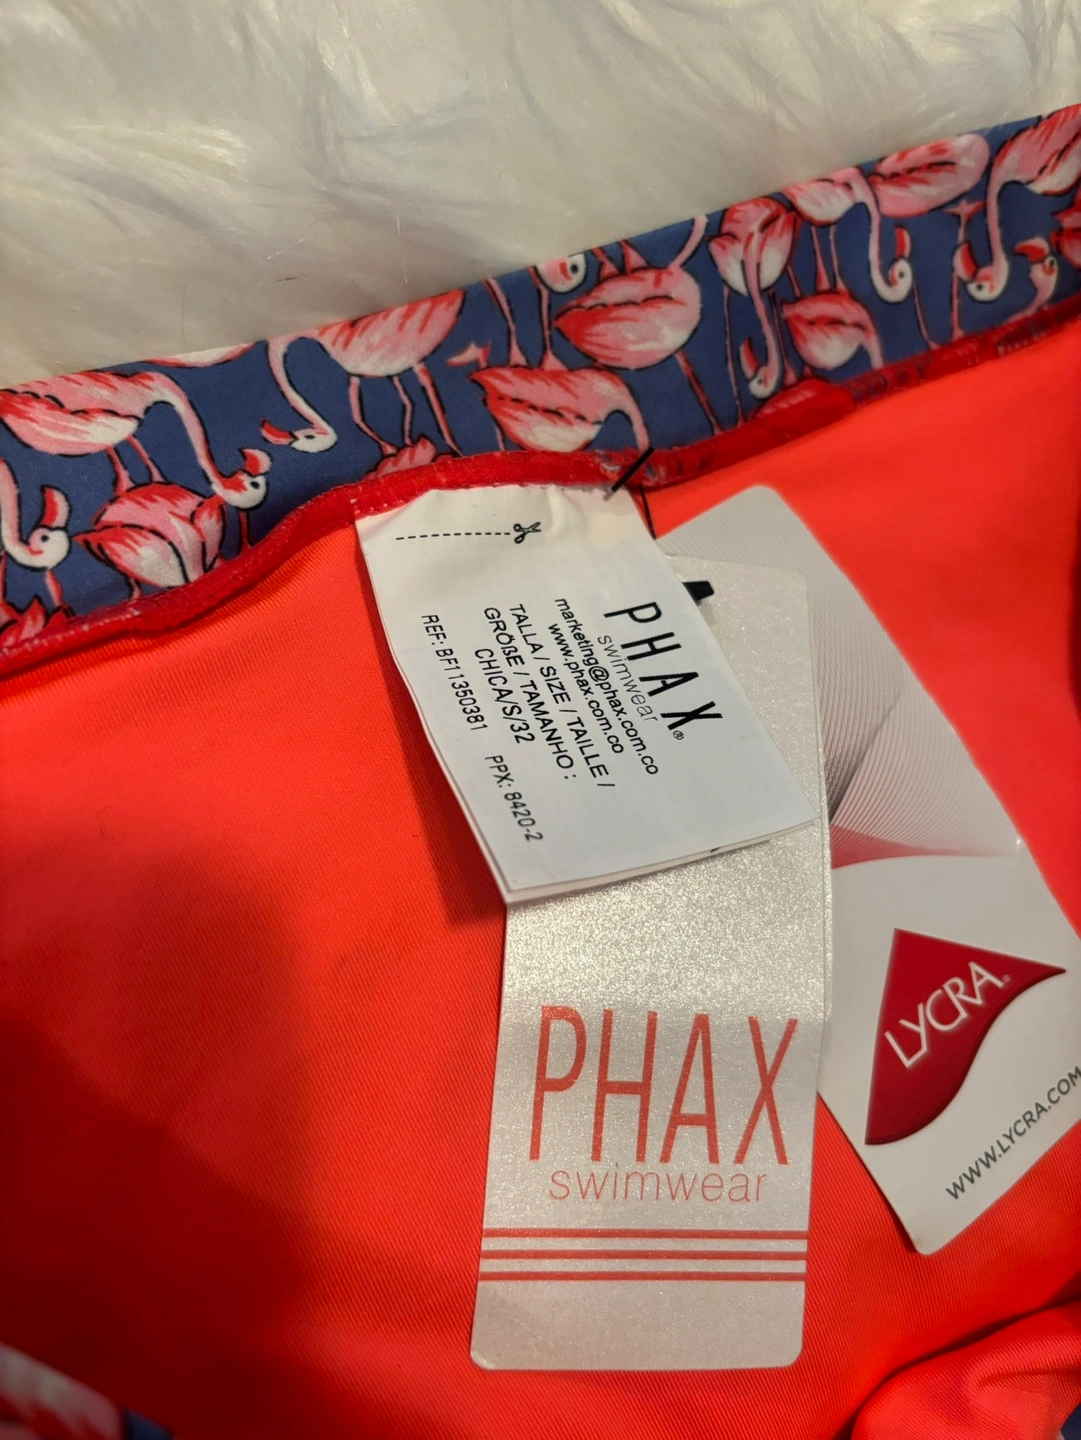 PHAX®
swimwear
marketing@phax.com.co
www.phax.com.co
TALLA / SIZE / TAILLE /
GRÖßE / TAMANHO :
CHICA/S/32
REF: BF11350381 PPX: 8420-2
PHAX
swimwear
LYCRA®
WWW.LYCRA.COM